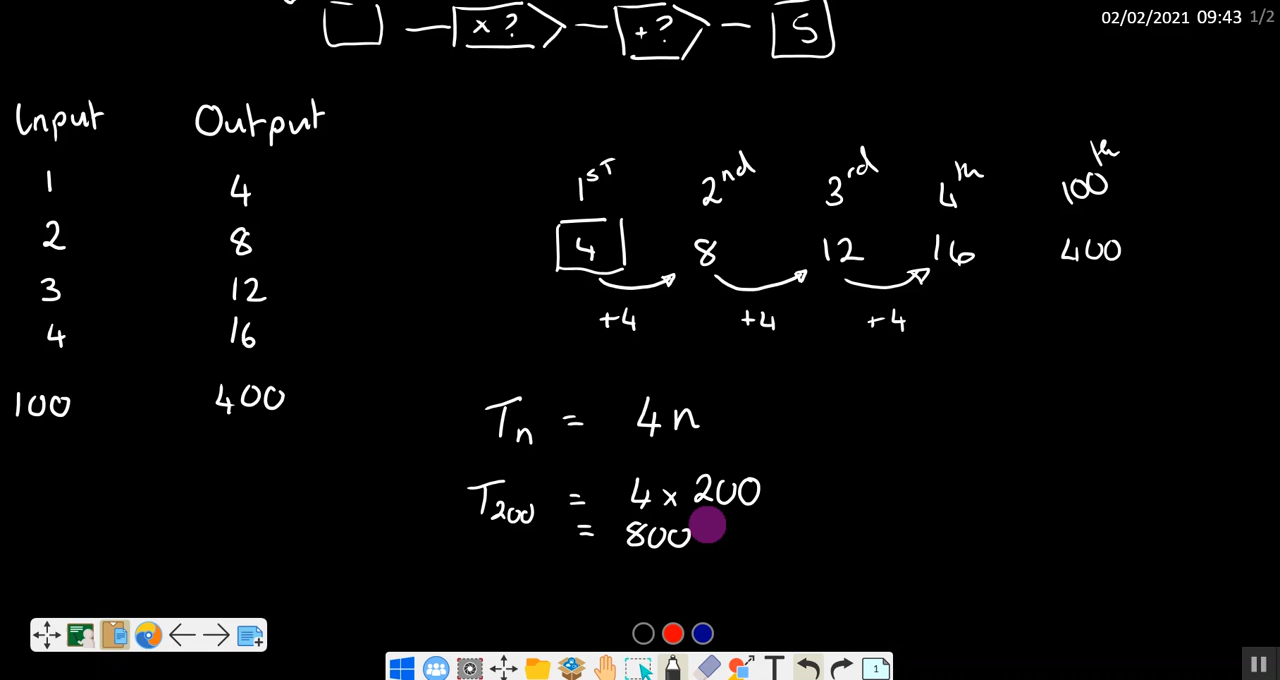 02/02/2021 09:43 1/2
× ? + ? 5
Input Output
1 4
2 8
3 12
4 16
100 400
1ST 2nd 3rd 4th 100th
4 8 12 16 400
+4 +4 +4
Tn = 4n
T200 = 4 × 200
= 800
T 1